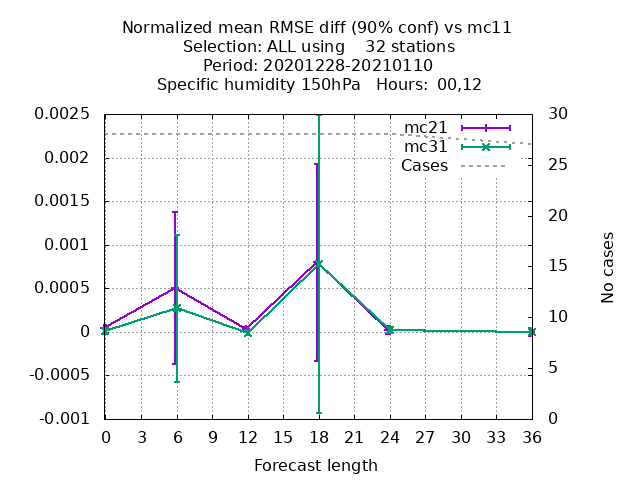 Normalized mean RMSE diff (90% conf) vs mc11
Selection: ALL using    32 stations
Period: 20201228-20210110
Specific humidity 150hPa   Hours: 00,12
0.0025
0.002
0.0015
0.001
0.0005
0
-0.0005
-0.001
30
25
20
15
10
5
0
mc21
mc31
Cases
No cases
0 3 6 9 12 15 18 21 24 27 30 33 36
Forecast length